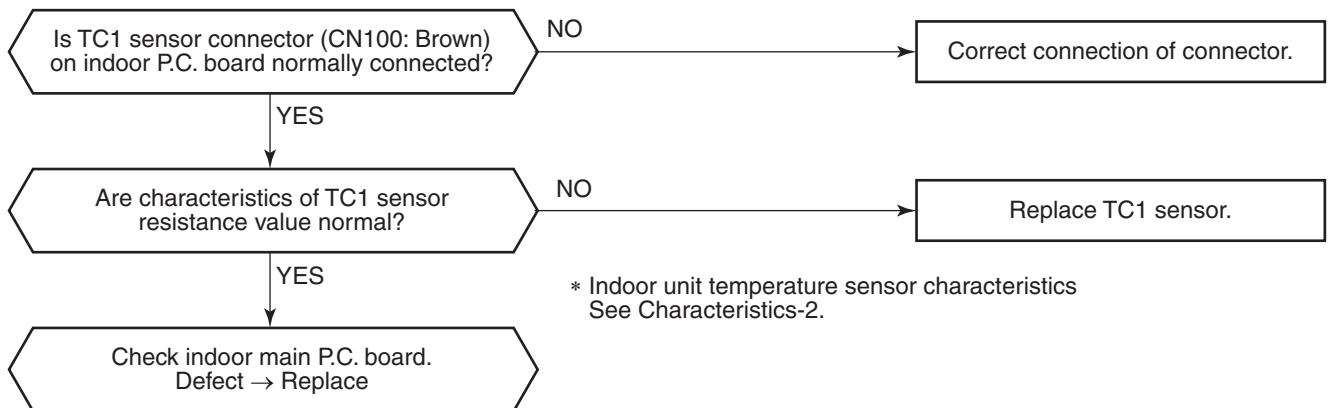 Is TC1 sensor connector (CN100: Brown)
on indoor P.C. board normally connected?
NO
Correct connection of connector.
YES
Are characteristics of TC1 sensor
resistance value normal?
NO
Replace TC1 sensor.
YES
* Indoor unit temperature sensor characteristics
See Characteristics-2.
Check indoor main P.C. board.
Defect → Replace